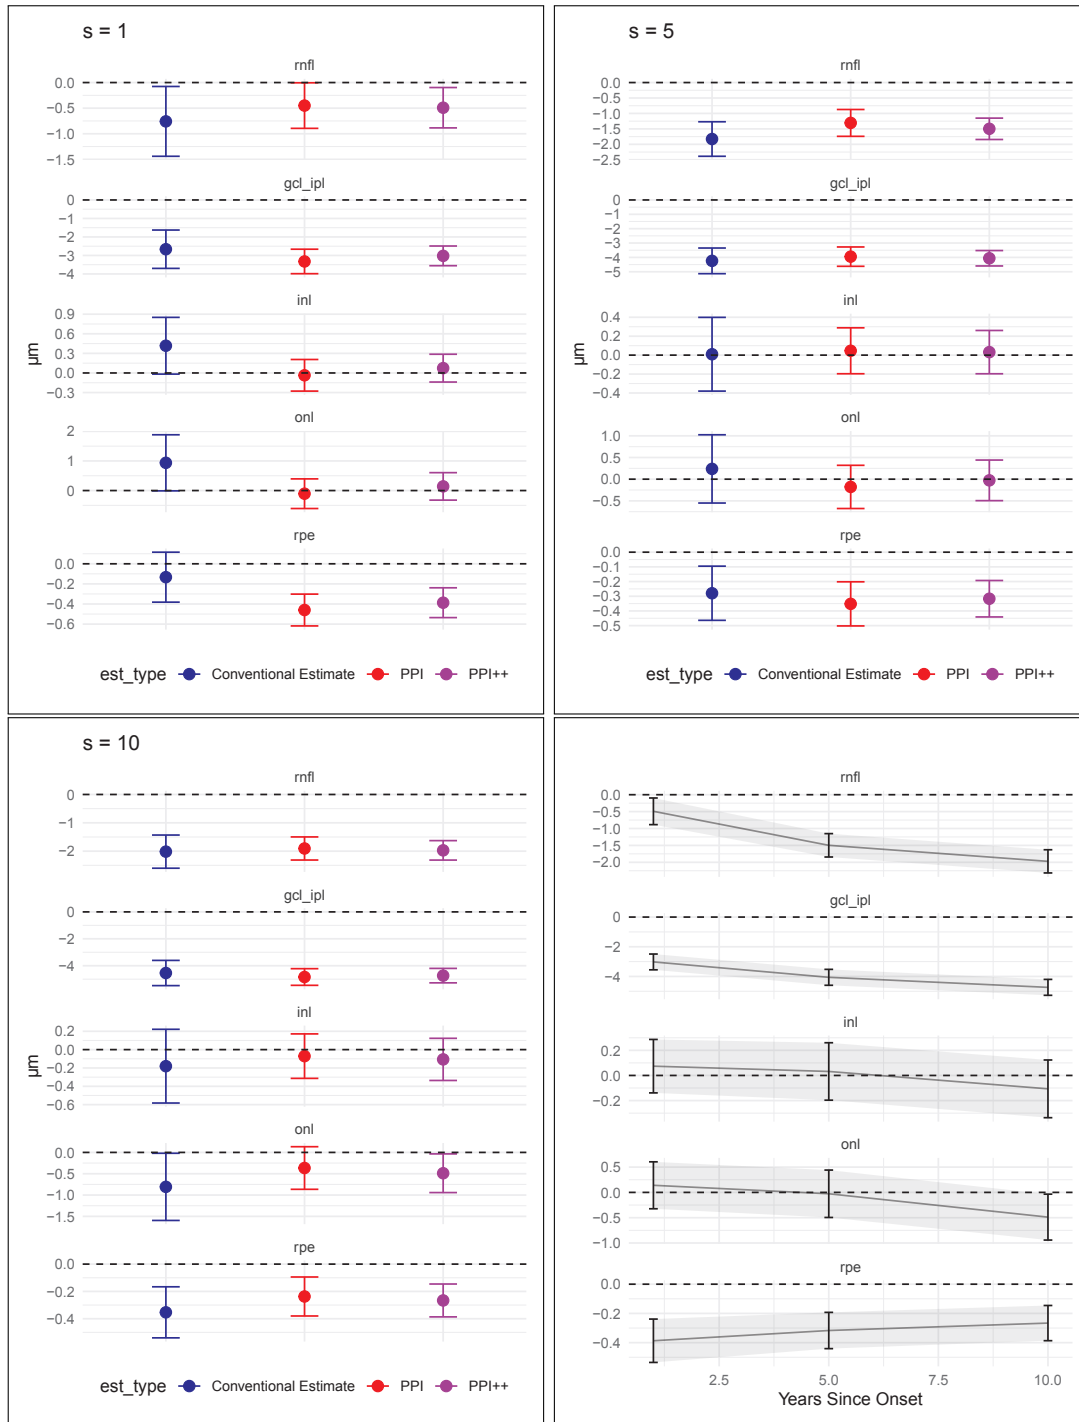 s = 1
rnfl
0.0
−0.5
−1.0
−1.5
gcl_ipl
0
−1
−2
−3
−4
inl
0.9
0.6
0.3
0.0
−0.3
onl
2
1
0
rpe
0.0
−0.2
−0.4
−0.6
µm
est_type Conventional Estimate PPI PPI++
s = 5
rnfl
0.0
−0.5
−1.0
−1.5
−2.0
−2.5
gcl_ipl
0
−1
−2
−3
−4
−5
inl
0.4
0.2
0.0
−0.2
−0.4
onl
1.0
0.5
0.0
−0.5
rpe
0.0
−0.1
−0.2
−0.3
−0.4
−0.5
µm
est_type Conventional Estimate PPI PPI++
s = 10
rnfl
0
−1
−2
gcl_ipl
0
−2
−4
inl
0.2
0.0
−0.2
−0.4
−0.6
onl
0.0
−0.5
−1.0
−1.5
rpe
0.0
−0.2
−0.4
µm
est_type Conventional Estimate PPI PPI++
rnfl
0.0
−0.5
−1.0
−1.5
−2.0
gcl_ipl
0
−2
−4
inl
0.2
0.0
−0.2
onl
0.5
0.0
−0.5
−1.0
rpe
0.0
−0.2
−0.4
2.5 5.0 7.5 10.0
Years Since Onset